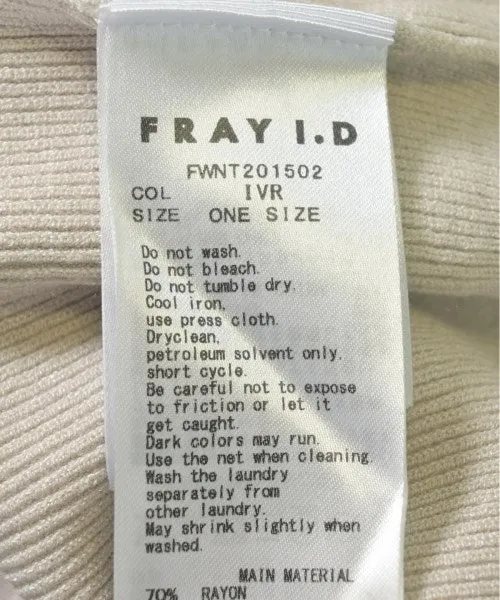 FRAY I.D
FWNT201502
COL IVR
SIZE ONE SIZE
Do not wash.
Do not bleach.
Do not tumble dry.
Cool iron,
use press cloth.
Dryclean,
petroleum solvent only.
short cycle.
Be careful not to expose
to friction or let it
get caught.
Dark colors may run.
Use the net when cleaning.
Wash the laundry
separately from
other laundry.
May shrink slightly when
washed.
MAIN MATERIAL
70% RAYON